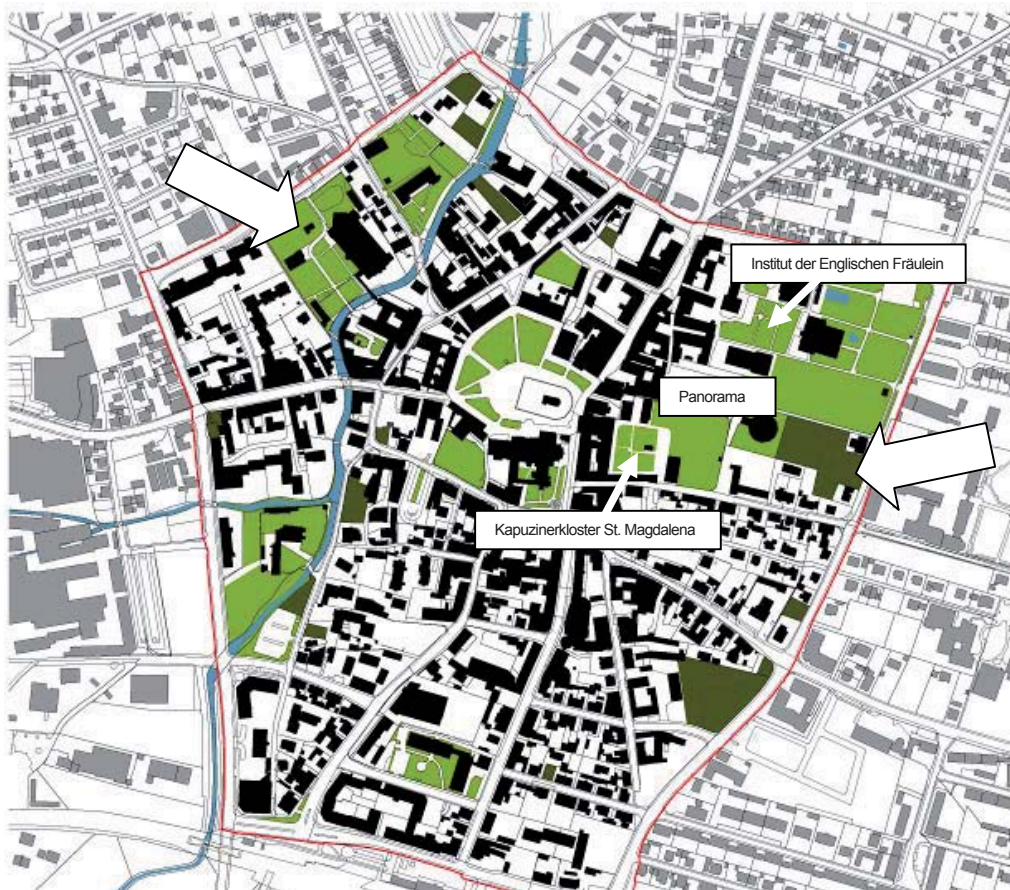 Institut der Englischen Fräulein
Panorama
Kapuzinerkloster St. Magdalena